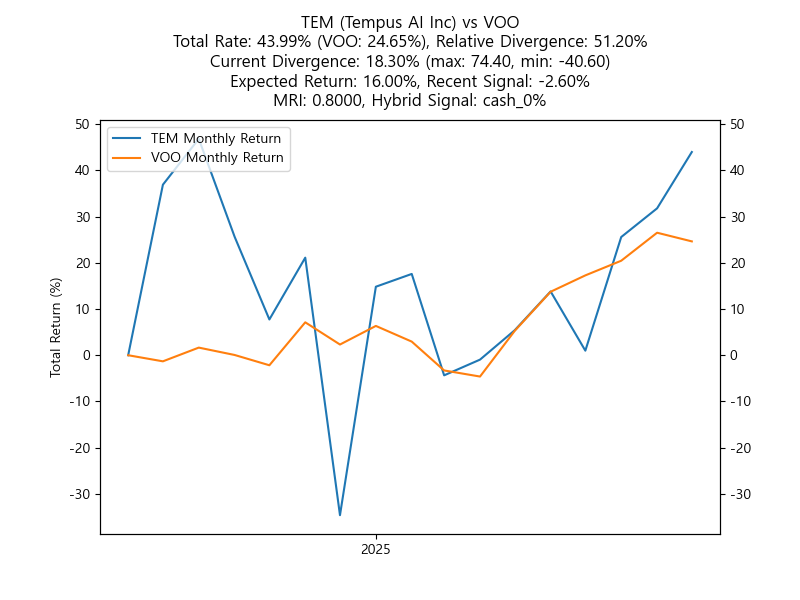 TEM (Tempus AI Inc) vs VOO
Total Rate: 43.99% (VOO: 24.65%), Relative Divergence: 51.20%
Current Divergence: 18.30% (max: 74.40, min: -40.60)
Expected Return: 16.00%, Recent Signal: -2.60%
MRI: 0.8000, Hybrid Signal: cash_0%
TEM Monthly Return
VOO Monthly Return
Total Return (%)
50
40
30
20
10
0
-10
-20
-30
50
40
30
20
10
0
-10
-20
-30
2025